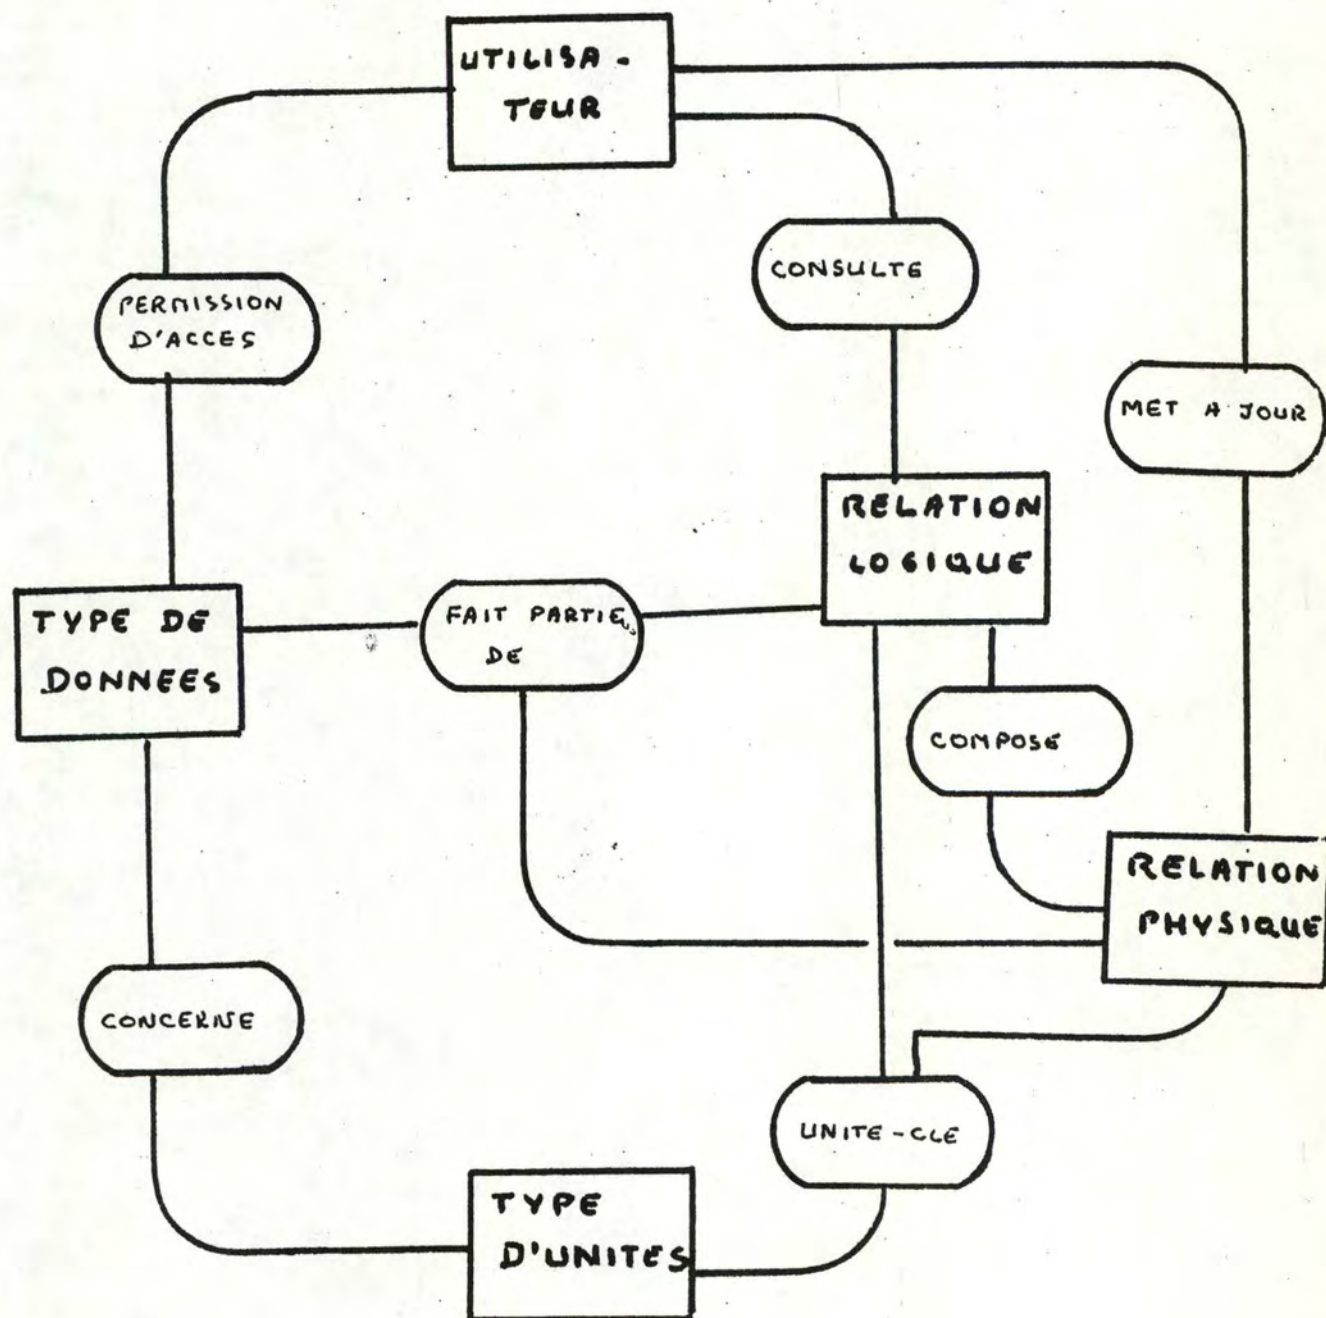 UTILISA-
TEUR
CONSULTE
PERMISSION
D'ACCES
MET A JOUR
RELATION
LOGIQUE
TYPE DE
DONNEES
FAIT PARTIE
DE
COMPOSE
RELATION
PHYSIQUE
CONCERNE
UNITE-CLE
TYPE
D'UNITES